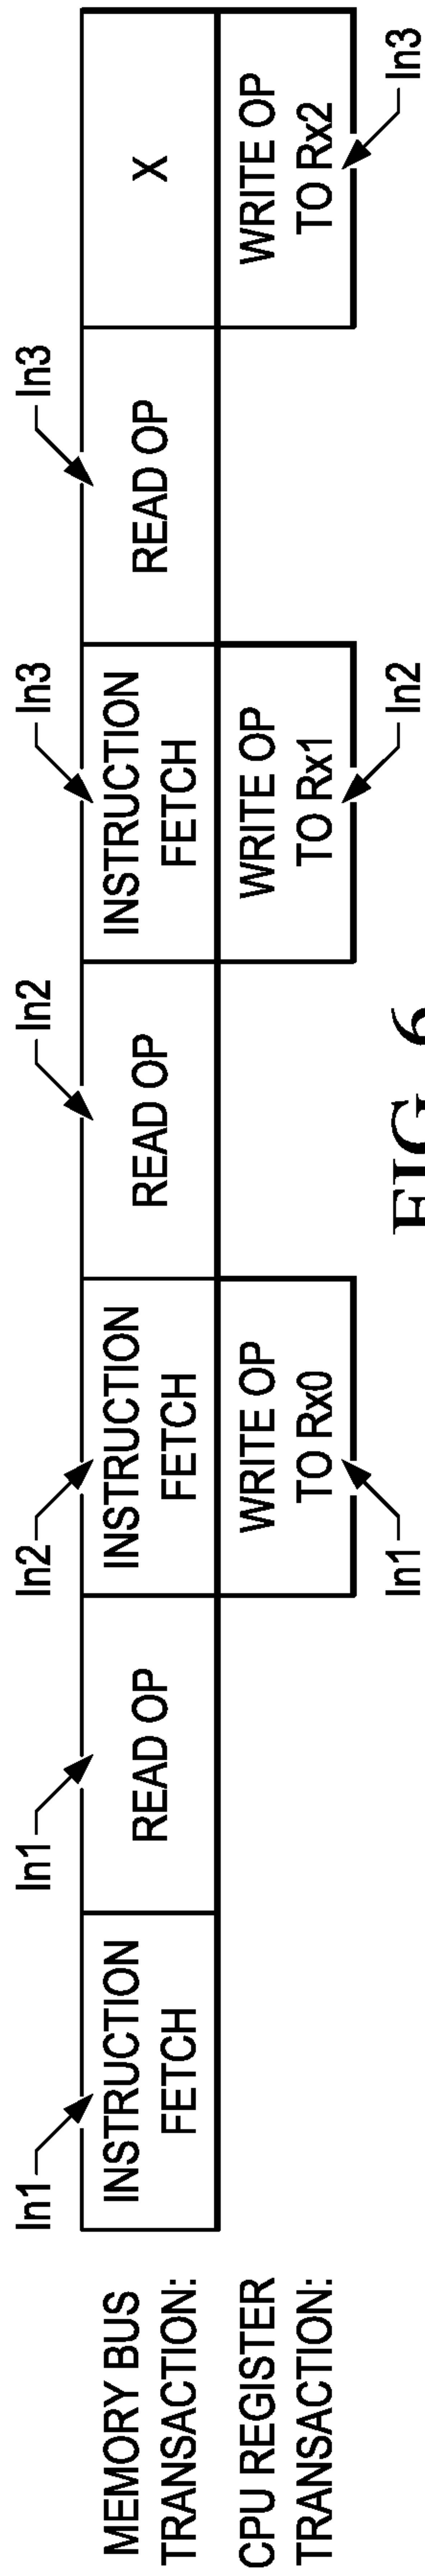 In1
In1
In2
In2
In3
In3
MEMORY BUS
TRANSACTION:
INSTRUCTION
FETCH
READ OP
INSTRUCTION
FETCH
READ OP
INSTRUCTION
FETCH
READ OP
X
CPU REGISTER
TRANSACTION:
WRITE OP
TO Rx0
WRITE OP
TO Rx1
WRITE OP
TO Rx2
In1
In2
In3
FIG. 6